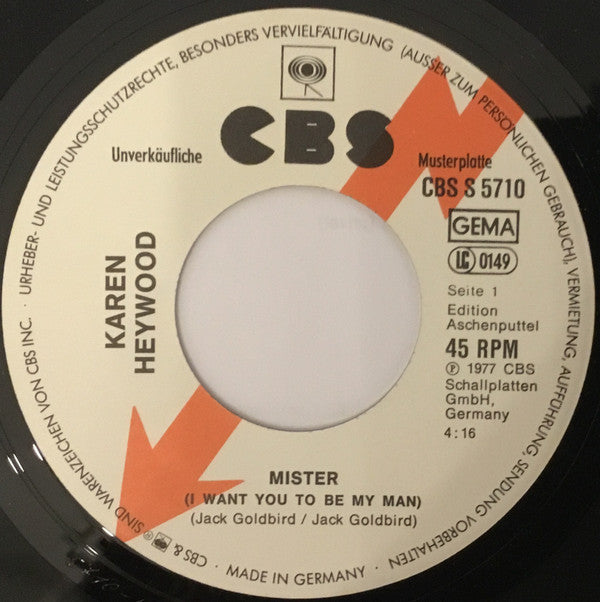 URHEBER- UND LEISTUNGSSCHUTZRECHTE, BESONDERS VERVIELFÄLTIGUNG (AUSSER ZUM PERSÖNLICHEN GEBRAUCH), VERMIETUNG, AUFFÜHRUNG, SENDUNG VORBEHALTEN
CBS
Unverkäufliche
Musterplatte
CBS S 5710
GEMA
LC 0149
KAREN
HEYWOOD
Seite 1
Edition
Aschenputtel
45 RPM
Ⓟ 1977 CBS
Schallplatten
GmbH,
Germany
4:16
MISTER
(I WANT YOU TO BE MY MAN)
(Jack Goldbird / Jack Goldbird)
CBS & ® SIND WARENZEICHEN VON CBS INC. ·
· MADE IN GERMANY ·